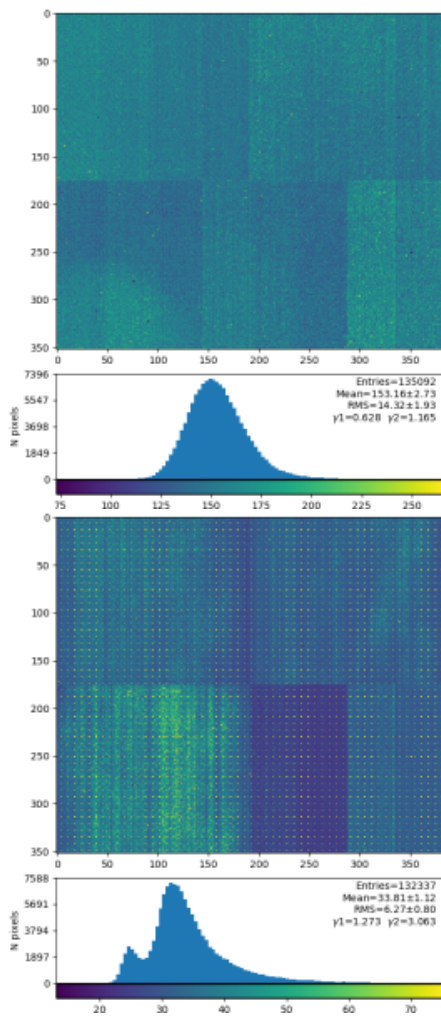 0
50
100
150
200
250
300
350
0 50 100 150 200 250 300 350
7396
5547
3698
1849
N pixels
Entries=135092
Mean=153.16±2.73
RMS=14.32±1.93
γ1=0.628 γ2=1.165
75 100 125 150 175 200 225 250
0
50
100
150
200
250
300
350
0 50 100 150 200 250 300 350
7588
5691
3794
1897
N pixels
Entries=132337
Mean=33.81±1.12
RMS=6.27±0.80
γ1=1.273 γ2=3.063
20 30 40 50 60 70